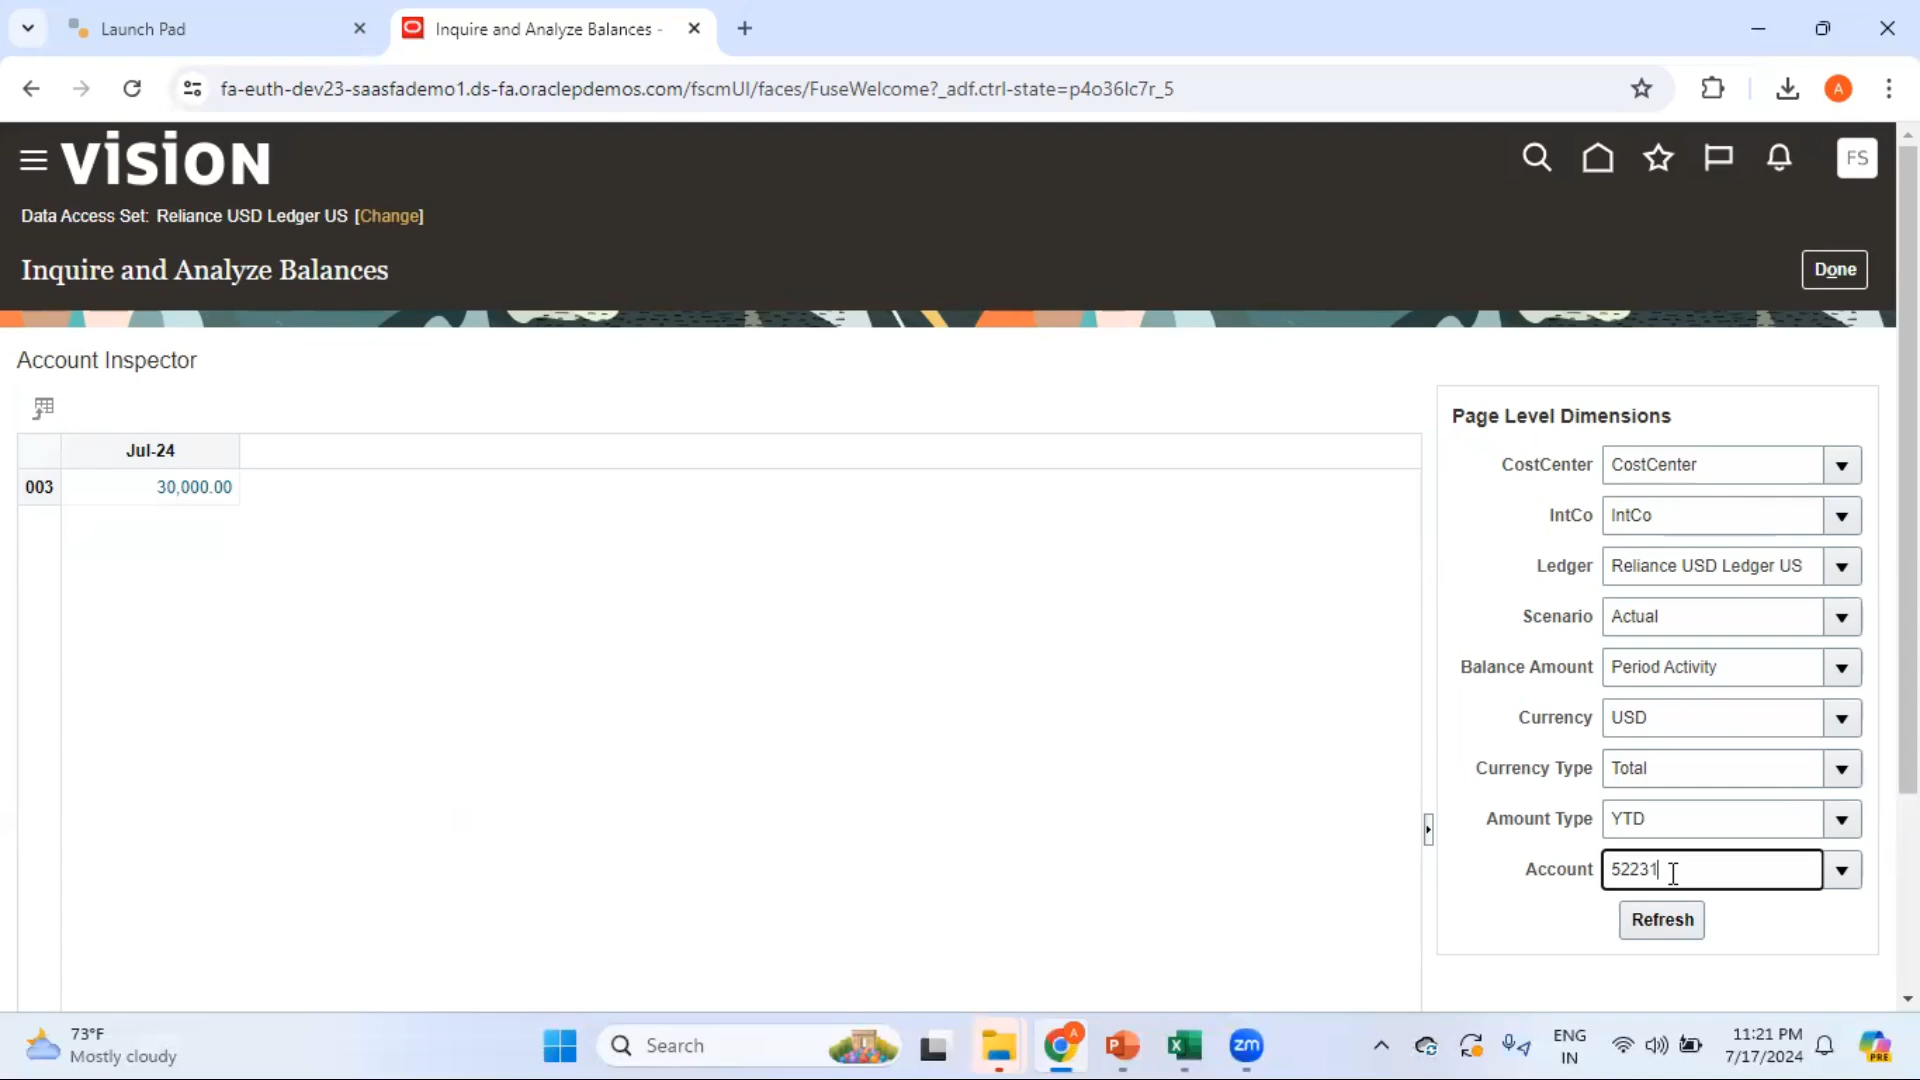 Launch Pad
Inquire and Analyze Balances -
fa-euth-dev23-saasfademo1.ds-fa.oraclepdemos.com/fscmUI/faces/FuseWelcome?_adf.ctrl-state=p4o36lc7r_5
A
VISION
FS
Data Access Set: Reliance USD Ledger US [Change]
Inquire and Analyze Balances
Done
Account Inspector
Jul-24
003 30,000.00
Page Level Dimensions
CostCenter CostCenter
IntCo IntCo
Ledger Reliance USD Ledger US
Scenario Actual
Balance Amount Period Activity
Currency USD
Currency Type Total
Amount Type YTD
Account 52231
Refresh
73°F
Mostly cloudy
Search
A
P
X
zm
ENG
IN
11:21 PM
7/17/2024
PRE